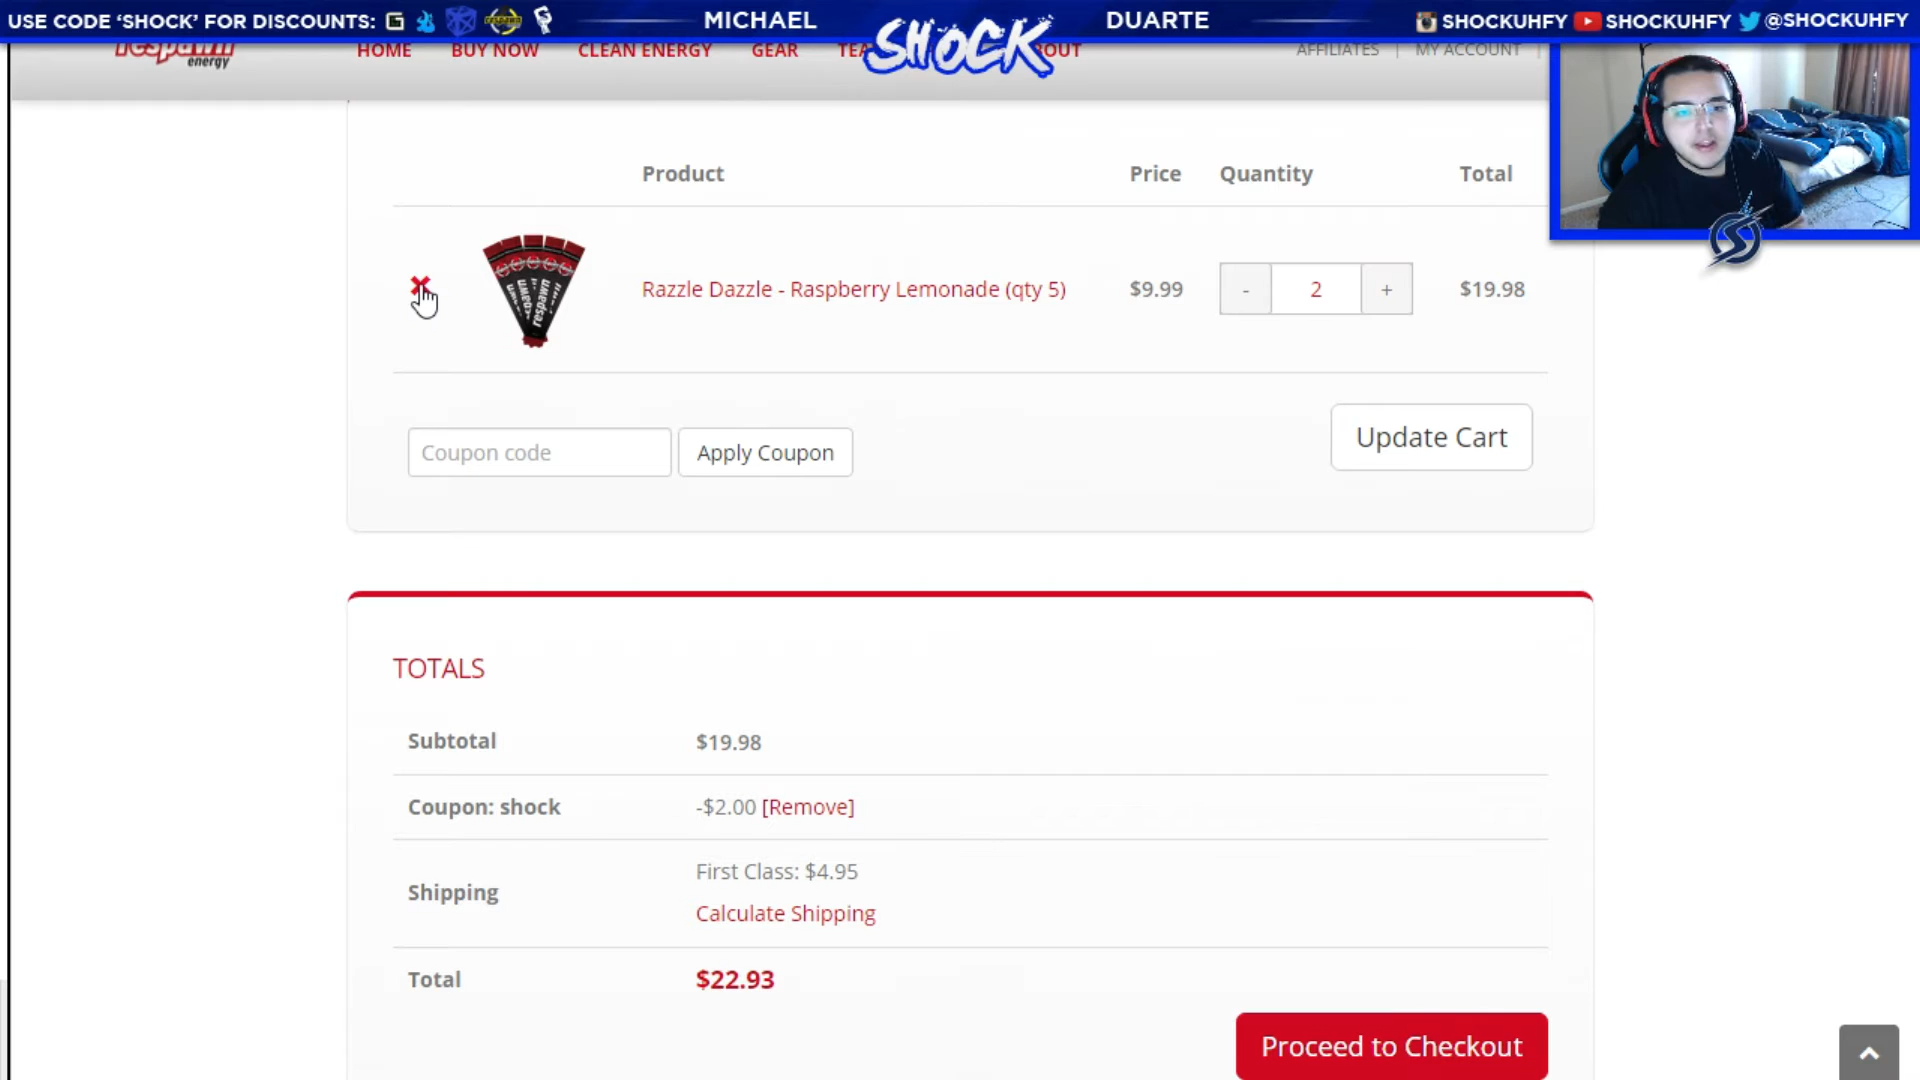 USE CODE 'SHOCK' FOR DISCOUNTS: respawn MICHAEL SHOCK DUARTE SHOCKUHFY SHOCKUHFY @SHOCKUHFY
respawn energy HOME BUY NOW CLEAN ENERGY GEAR AFFILIATES MY ACCOUNT
Product Price Quantity Total
respawn
Razzle Dazzle - Raspberry Lemonade (qty 5) $9.99 - 2 + $19.98
Coupon code Apply Coupon Update Cart
TOTALS
Subtotal $19.98
Coupon: shock -$2.00 [Remove]
Shipping First Class: $4.95
Calculate Shipping
Total $22.93
Proceed to Checkout